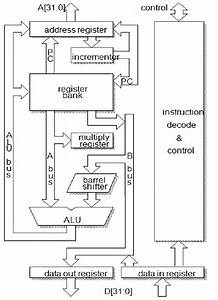 A[31:0]
control
address register
P
C
incrementer
PC
register
bank
instruction
decode
&
control
multiply
register
A
L
U
bus
A
bus
B
bus
barrel
shifter
ALU
data out register
data in register
D[31:0]